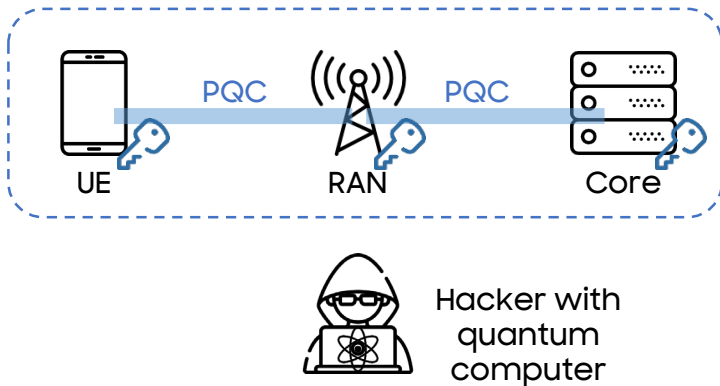 PQC PQC
UE RAN Core
Hacker with
quantum
computer